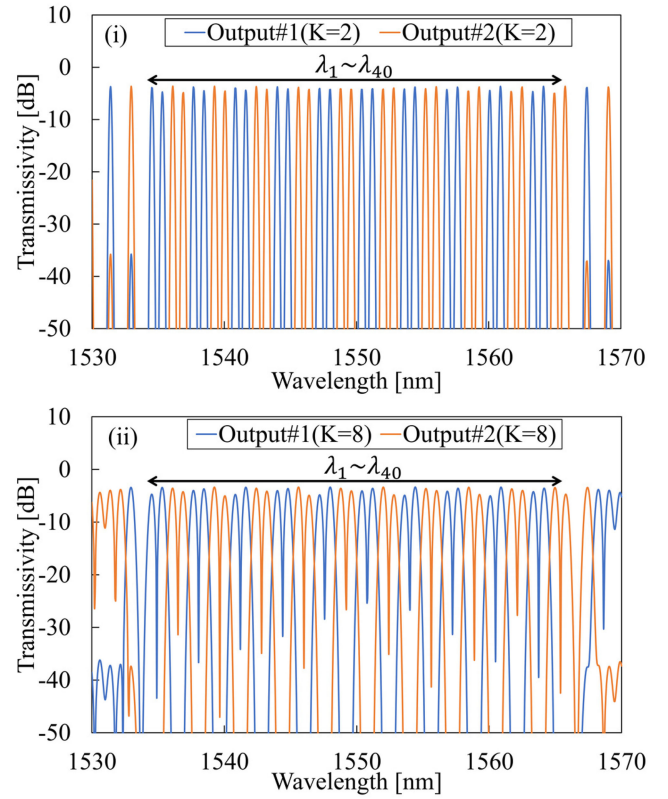 (i)
Output#1(K=2) Output#2(K=2)
λ₁~λ₄₀
Transmissivity [dB]
10
0
-10
-20
-30
-40
-50
1530 1540 1550 1560 1570
Wavelength [nm]
(ii)
Output#1(K=8) Output#2(K=8)
λ₁~λ₄₀
Transmissivity [dB]
10
0
-10
-20
-30
-40
-50
1530 1540 1550 1560 1570
Wavelength [nm]